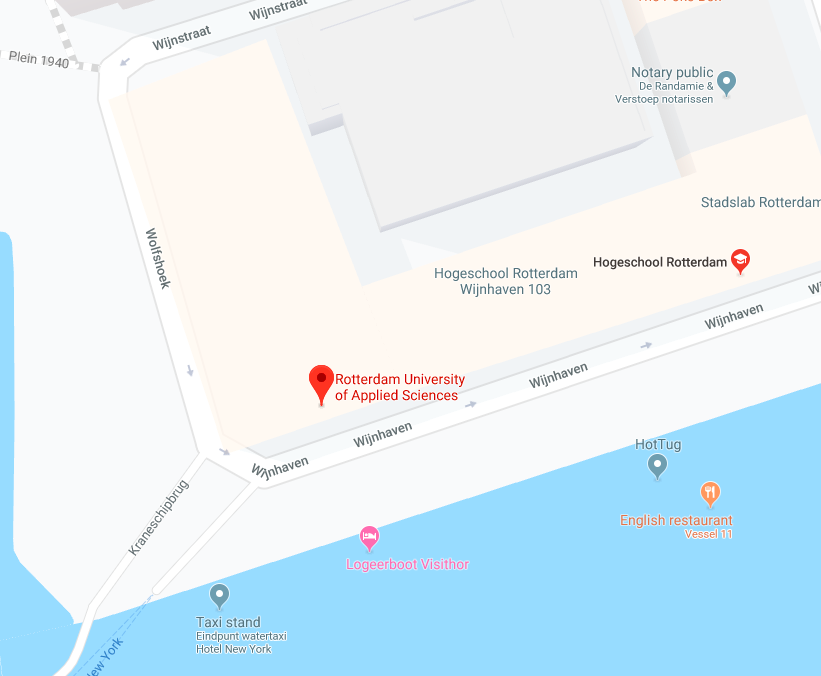 Wijnstraat
Wijnstraat
Plein 1940
Notary public
De Randamie &
Verstoep notarissen
Stadslab Rotterdam
Wolfshoek
Hogeschool Rotterdam
Hogeschool Rotterdam
Wijnhaven 103
Wijnhaven
Rotterdam University
of Applied Sciences
Wijnhaven
Wijnhaven
Wijnhaven
HotTug
Kraneschipbrug
English restaurant
Vessel 11
Logeerboot Visithor
Taxi stand
Eindpunt watertaxi
Hotel New York
New York